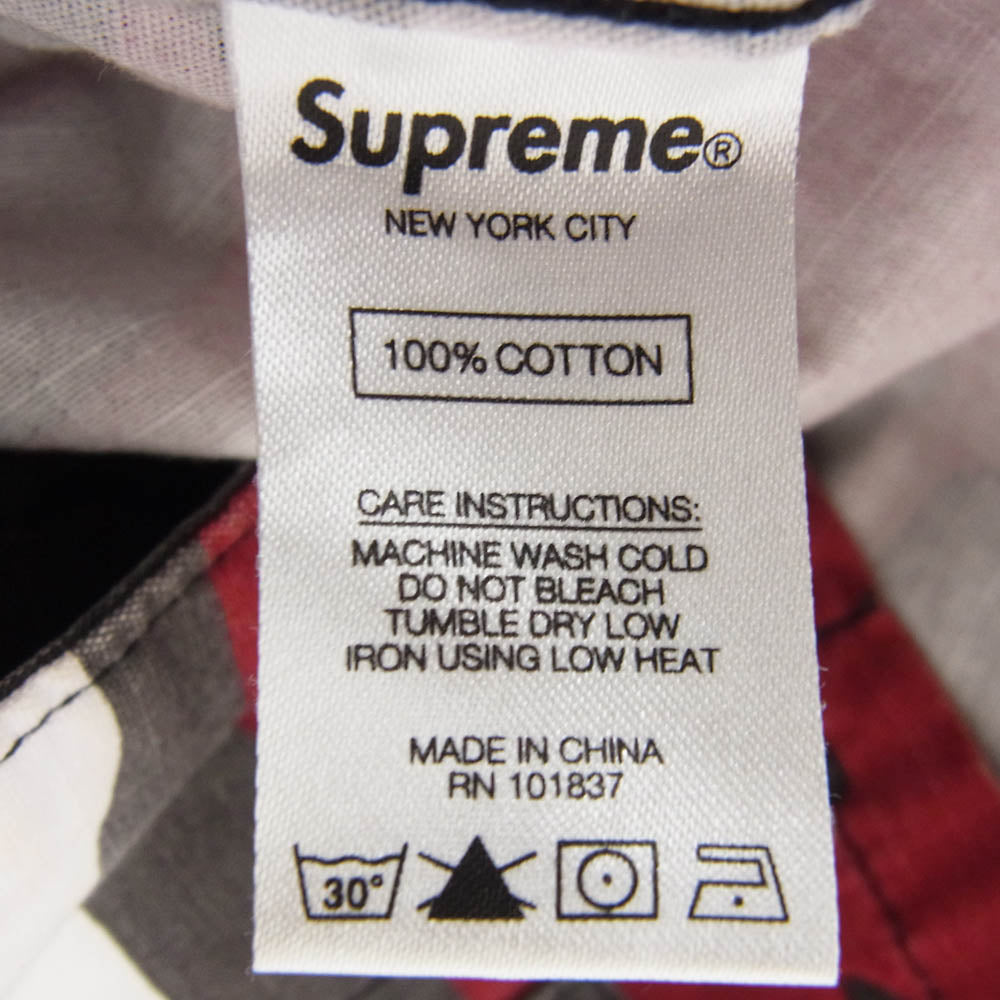 Supreme®
NEW YORK CITY
100% COTTON
CARE INSTRUCTIONS:
MACHINE WASH COLD
DO NOT BLEACH
TUMBLE DRY LOW
IRON USING LOW HEAT
MADE IN CHINA
RN 101837
30°